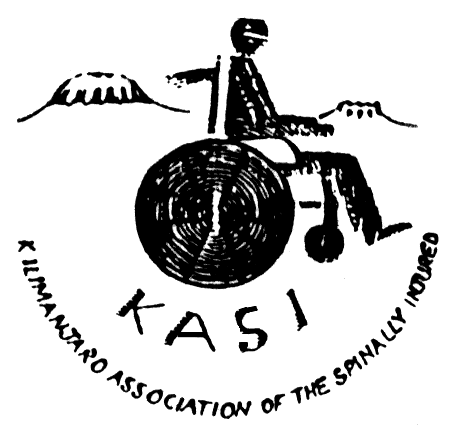 KASI
KILIMANJARO ASSOCIATION OF THE SPINALLY INJURED